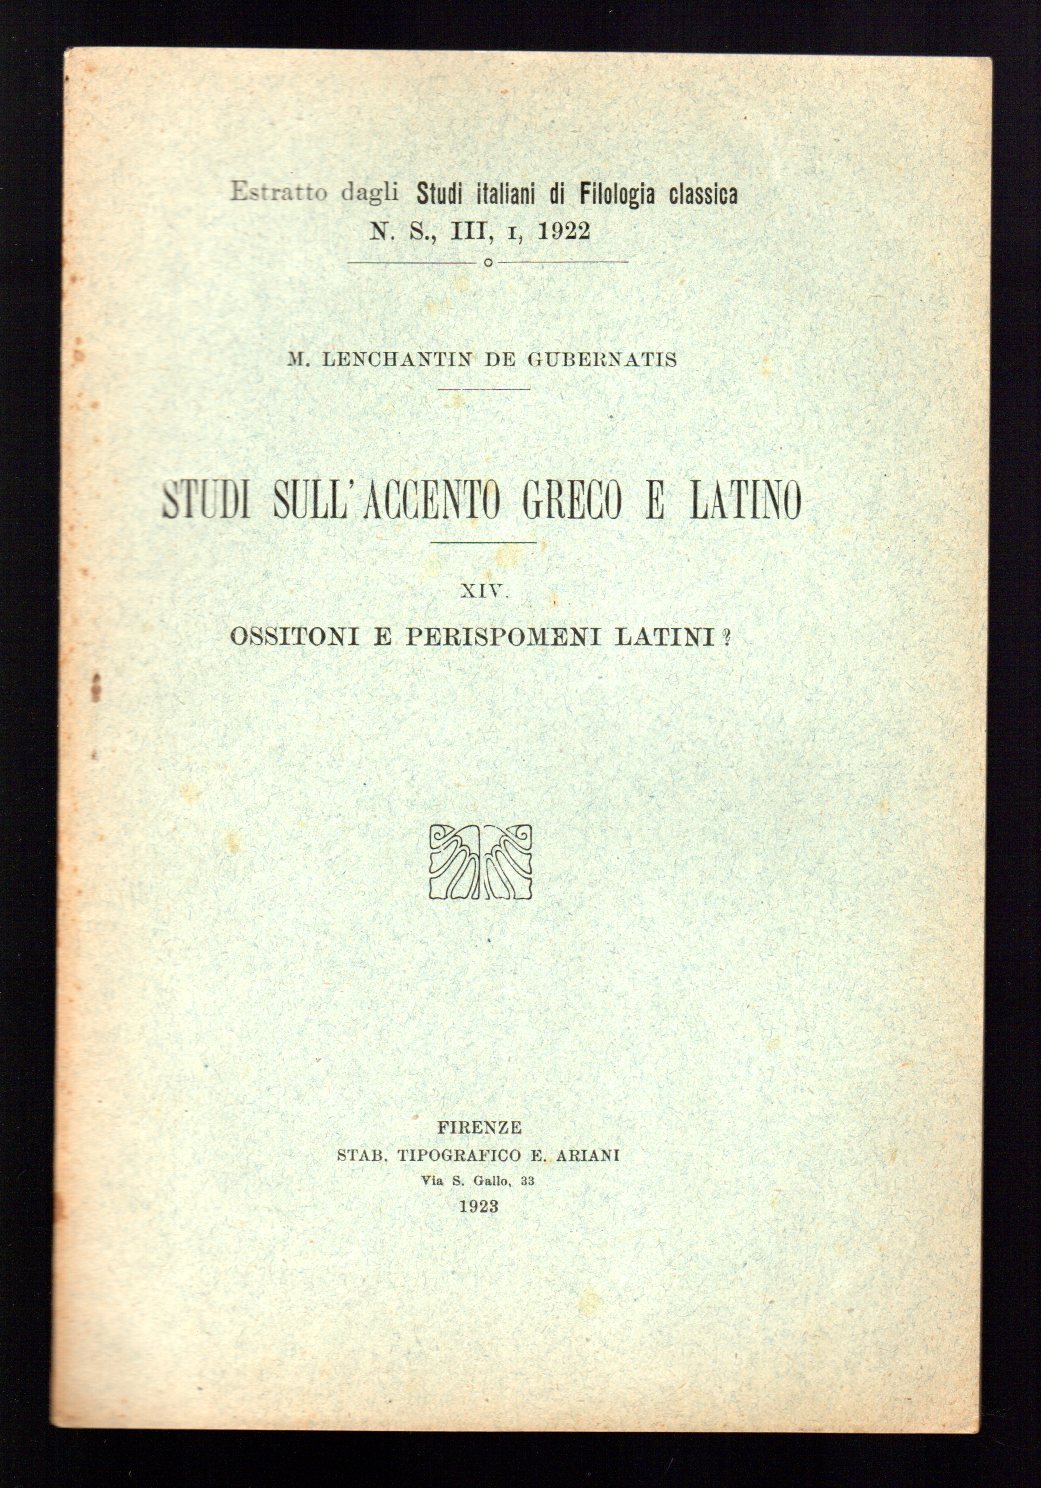 Estratto dagli Studi italiani di Filologia classica
N. S., III, I, 1922
M. LENCHANTIN DE GUBERNATIS
STUDI SULL'ACCENTO GRECO E LATINO
XIV.
OSSITONI E PERISPOMENI LATINI?
FIRENZE
STAB. TIPOGRAFICO E. ARIANI
Via S. Gallo, 33
1923